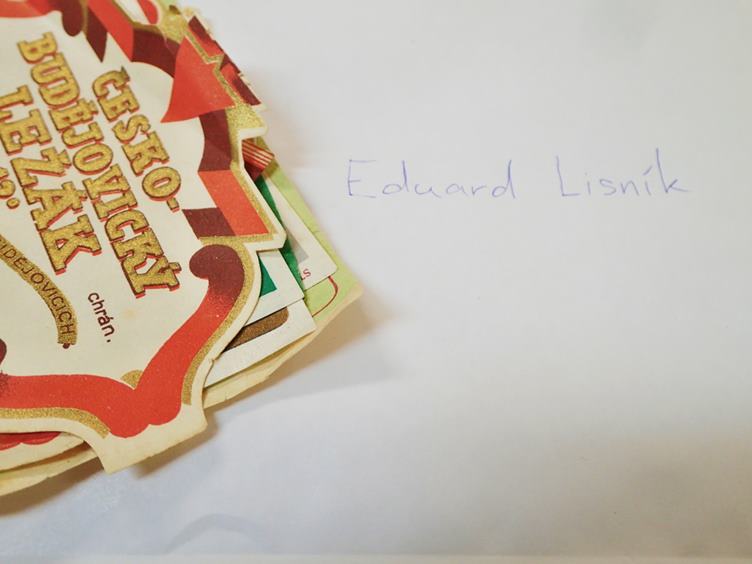 ČESKO-
BUDĚJOVICKÝ
LEŽÁK
chrán.
Eduard Lisník